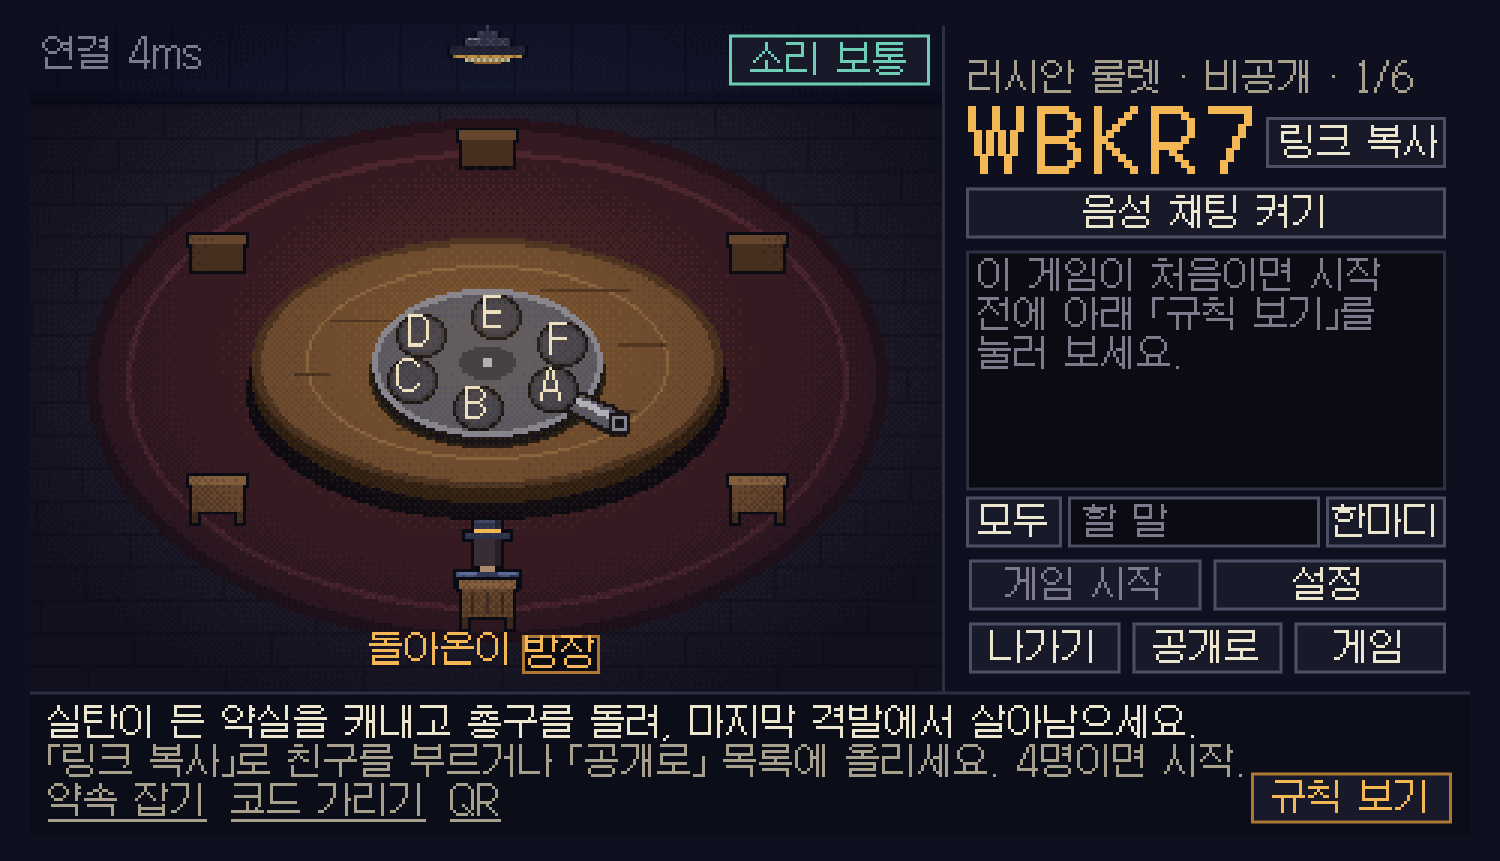 연결 4ms
소리 보통
러시안 룰렛 · 비공개 · 1/6
WBKR7
링크 복사
음성 채팅 켜기
이 게임이 처음이면 시작
전에 아래 「규칙 보기」를
눌러 보세요.
E
D
F
C
A
B
모두
할 말
한마디
게임 시작
설정
나가기
공개로
게임
돌아온이 방장
실탄이 든 약실을 캐내고 총구를 돌려, 마지막 격발에서 살아남으세요.
「링크 복사」로 친구를 부르거나 「공개로」 목록에 올리세요. 4명이면 시작.
약속 잡기 코드 가리기 QR
규칙 보기